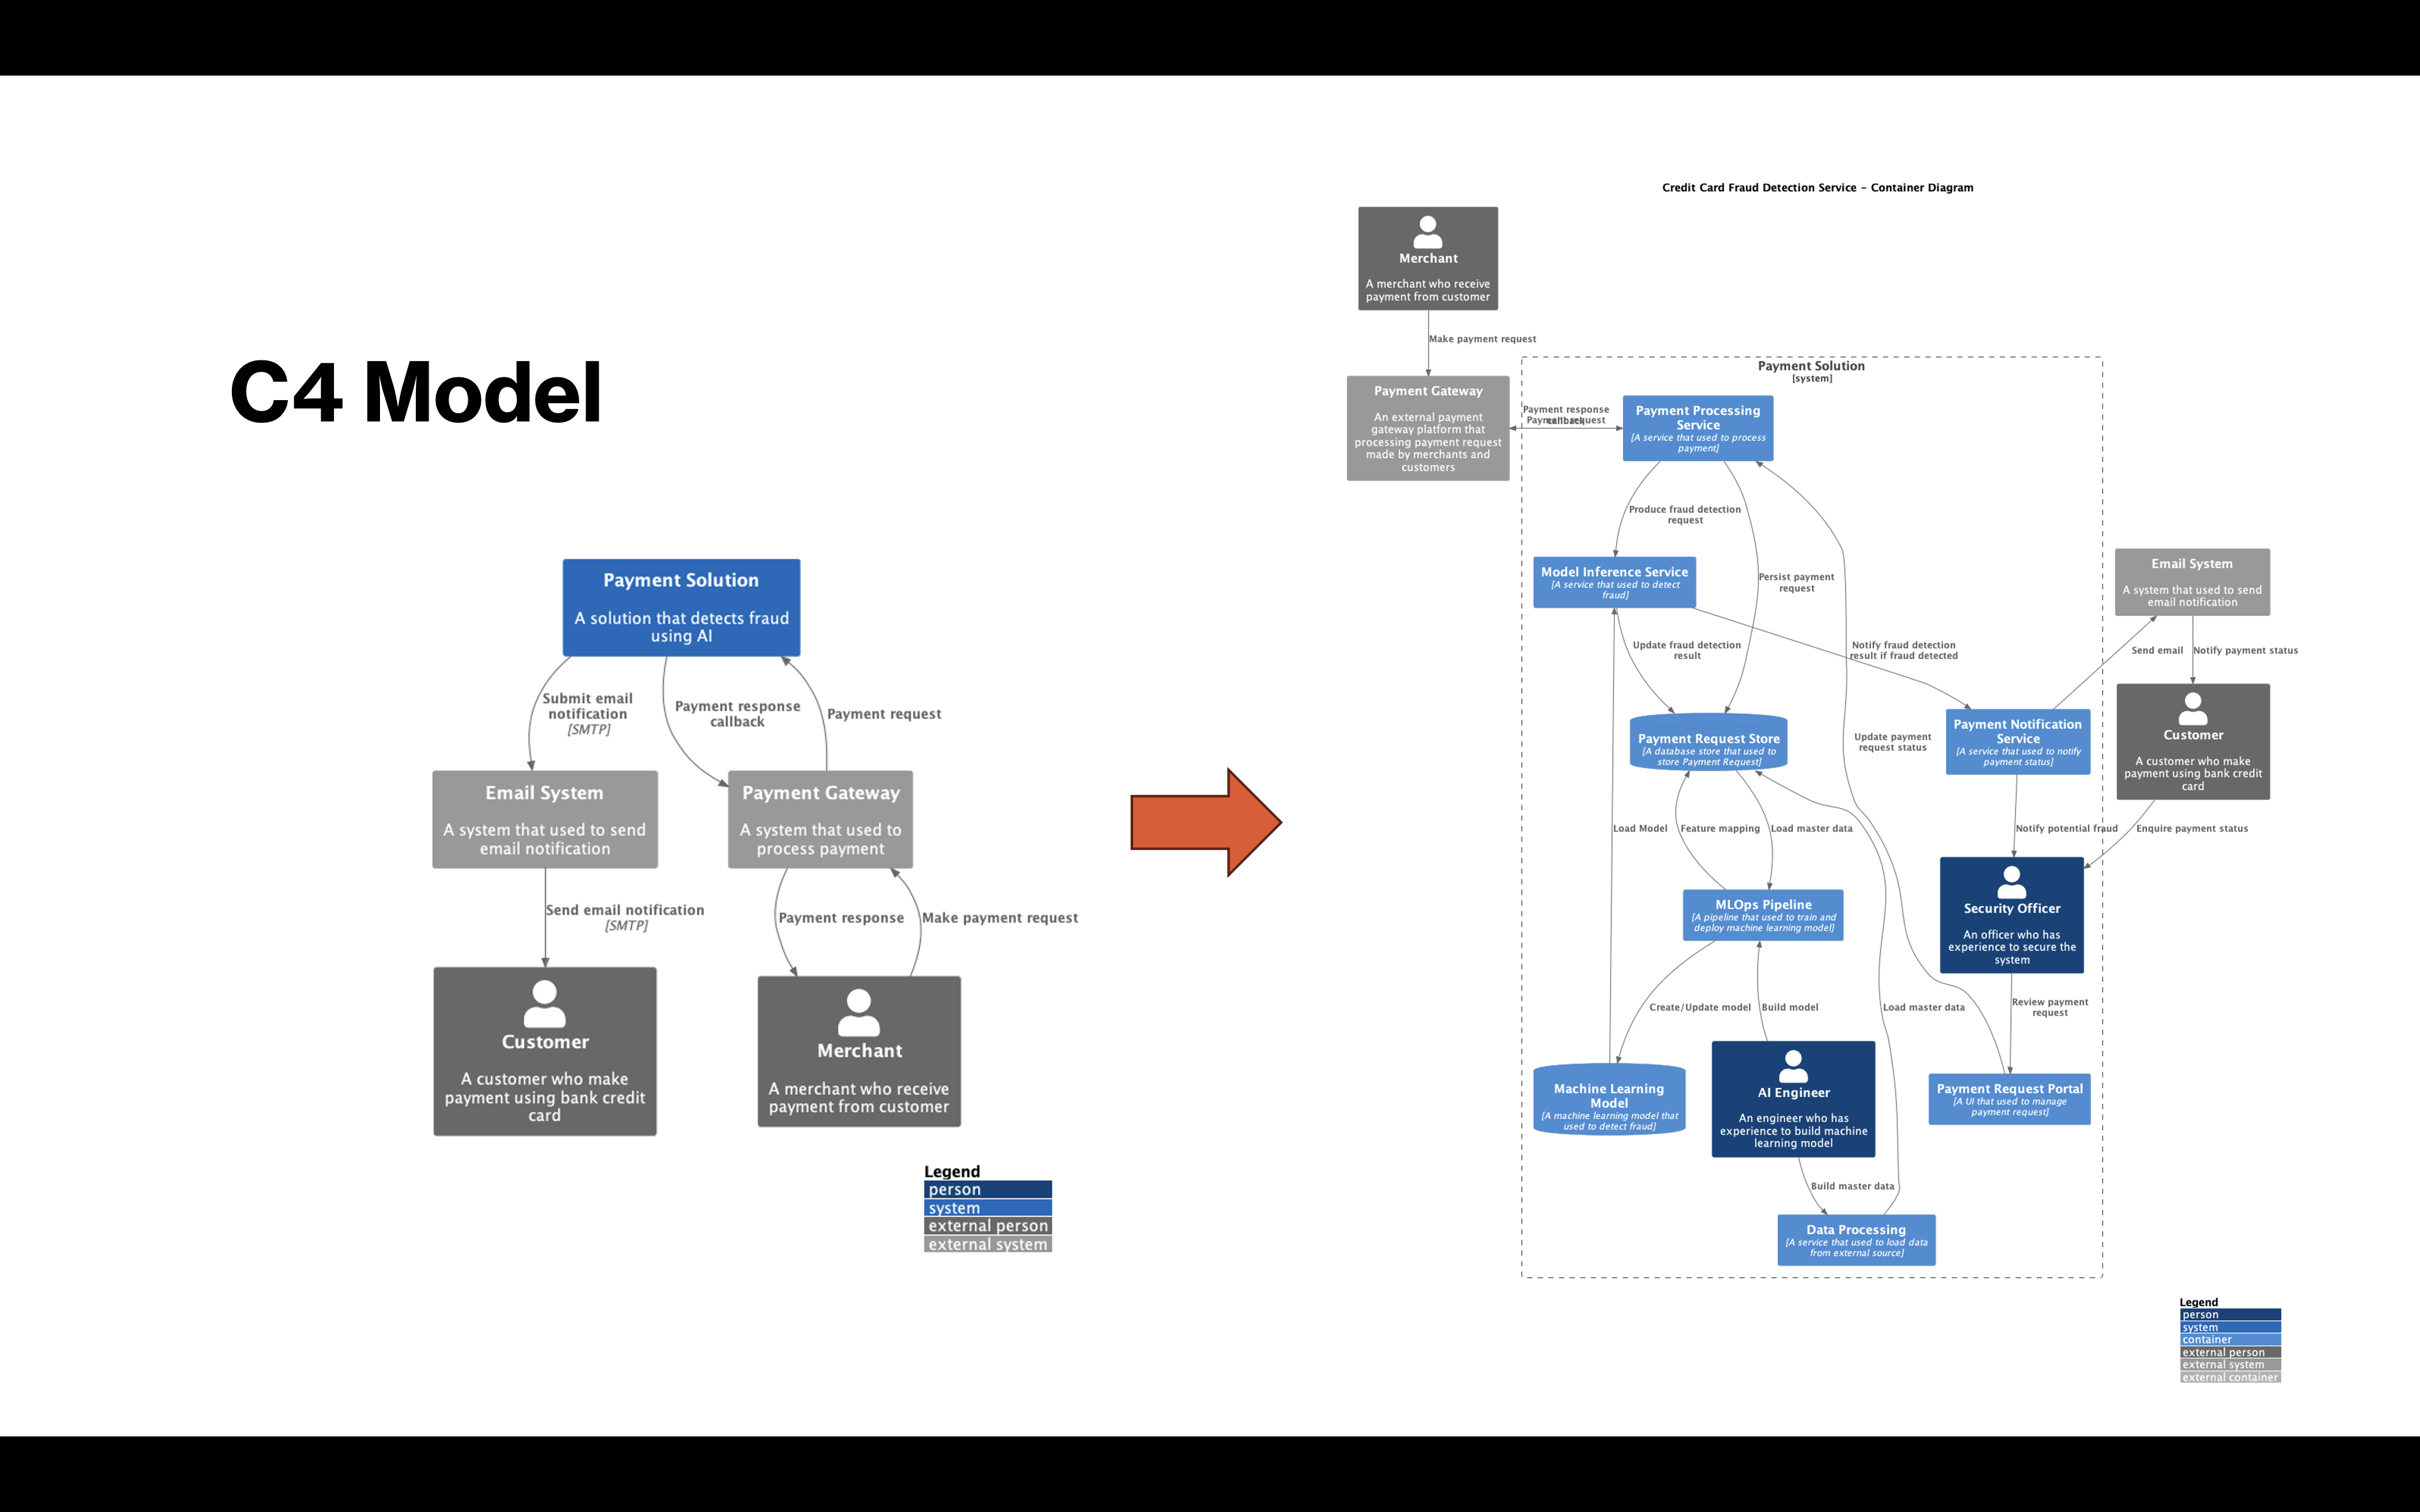 C4 Model
Payment Solution
A solution that detects fraud
using AI
Submit email
notification
[SMTP]
Payment response
callback
Payment request
Email System
A system that used to send
email notification
Payment Gateway
A system that used to
process payment
Send email notification
[SMTP]
Payment response
Make payment request
Customer
A customer who make
payment using bank credit
card
Merchant
A merchant who receive
payment from customer
Legend
person
system
external person
external system
Credit Card Fraud Detection Service - Container Diagram
Merchant
A merchant who receive
payment from customer
Make payment request
Payment Solution
[system]
Payment Gateway
An external payment
gateway platform that
processing payment request
made by merchants and
customers
Payment response
callback
Payment request
Payment Processing
Service
[A service that used to process
payment]
Produce fraud detection
request
Model Inference Service
[A service that used to detect
fraud]
Persist payment
request
Email System
A system that used to send
email notification
Update fraud detection
result
Notify fraud detection
result if fraud detected
Send email
Notify payment status
Payment Request Store
[A database store that used to
store Payment Request]
Update payment
request status
Payment Notification
Service
[A service that used to notify
payment status]
Customer
A customer who make
payment using bank credit
card
Load Model
Feature mapping
Load master data
Notify potential fraud
Enquire payment status
MLOps Pipeline
[A pipeline that used to train and
deploy machine learning model]
Security Officer
An officer who has
experience to secure the
system
Create/Update model
Build model
Load master data
Review payment
request
Machine Learning
Model
[A machine learning model that
used to detect fraud]
AI Engineer
An engineer who has
experience to build machine
learning model
Payment Request Portal
[A UI that used to manage
payment request]
Build master data
Data Processing
[A service that used to load data
from external source]
Legend
person
system
container
external person
external system
external container